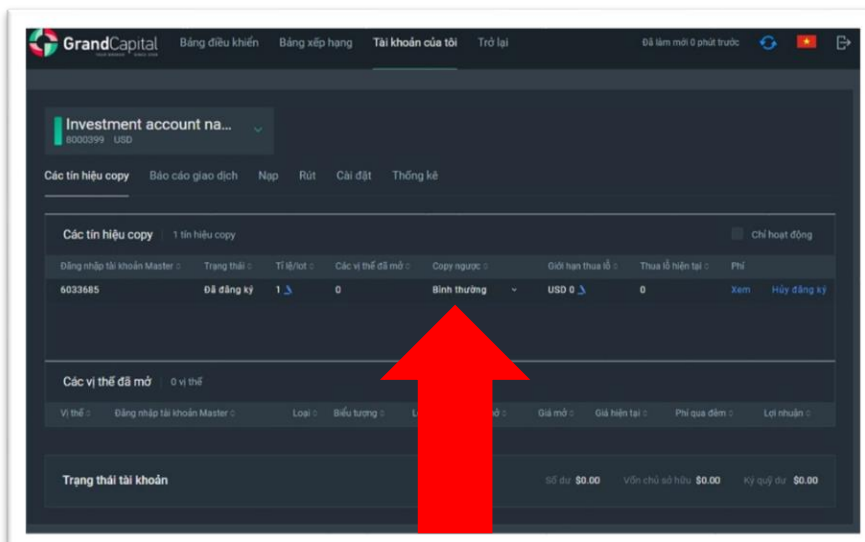 GrandCapital Bảng điều khiển Bảng xếp hạng Tài khoản của tôi Trở lại Đã làm mới 0 phút trước
Investment account na...
6000399 USD
Các tín hiệu copy Báo cáo giao dịch Nạp Rút Cài đặt Thống kê
Các tín hiệu copy 1 tín hiệu copy Chỉ hoạt động
Đăng nhập tài khoản Master Trạng thái Tỉ lệ/lot Các vị thế đã mở Copy ngược Giới hạn thua lỗ Thua lỗ hiện tại Phí
6033685 Đã đăng ký 1 0 Bình thường USD 0 0 Xem Hủy đăng ký
Các vị thế đã mở 0 vị thế
Vị thế Đăng nhập tài khoản Master Loại Biểu tượng Giá mở Giá hiện tại Phí qua đêm Lợi nhuận
Trạng thái tài khoản Số dư $0.00 Vốn chủ sở hữu $0.00 Ký quỹ dư $0.00